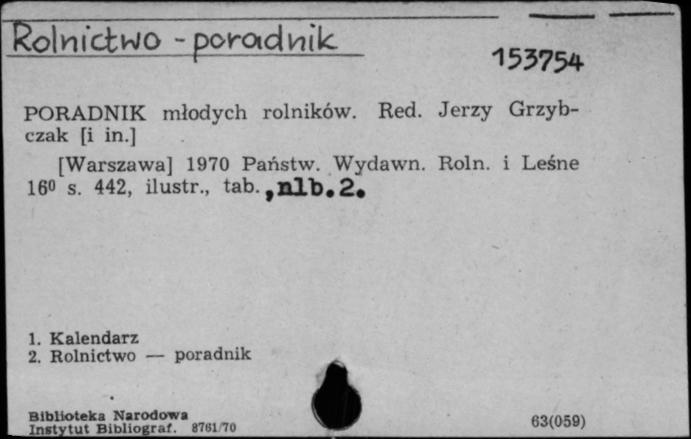 Rolnictwo - poradnik
153754
PORADNIK młodych rolników. Red. Jerzy Grzyb-
czak [i in.]
[Warszawa] 1970 Państw. Wydawn. Roln. i Leśne
16⁰ s. 442, ilustr., tab., nlb. 2.
1. Kalendarz
2. Rolnictwo — poradnik
Biblioteka Narodowa
Instytut Bibliograf. 8761/70
63(059)